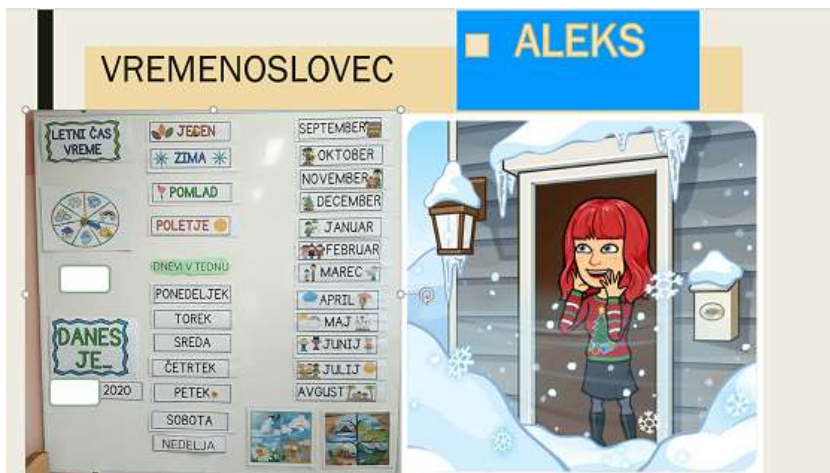 VREMENOSLOVEC
ALEKS
LETNI ČAS
VREME
JESEN
ZIMA
POMLAD
POLETJE
DNEVI V TEDNU
PONEDELJEK
TOREK
SREDA
ČETRTEK
PETEK
SOBOTA
NEDELJA
SEPTEMBER
OKTOBER
NOVEMBER
DECEMBER
JANUAR
FEBRUAR
MAREC
APRIL
MAJ
JUNIJ
JULIJ
AVGUST
DANES
JE_
2020